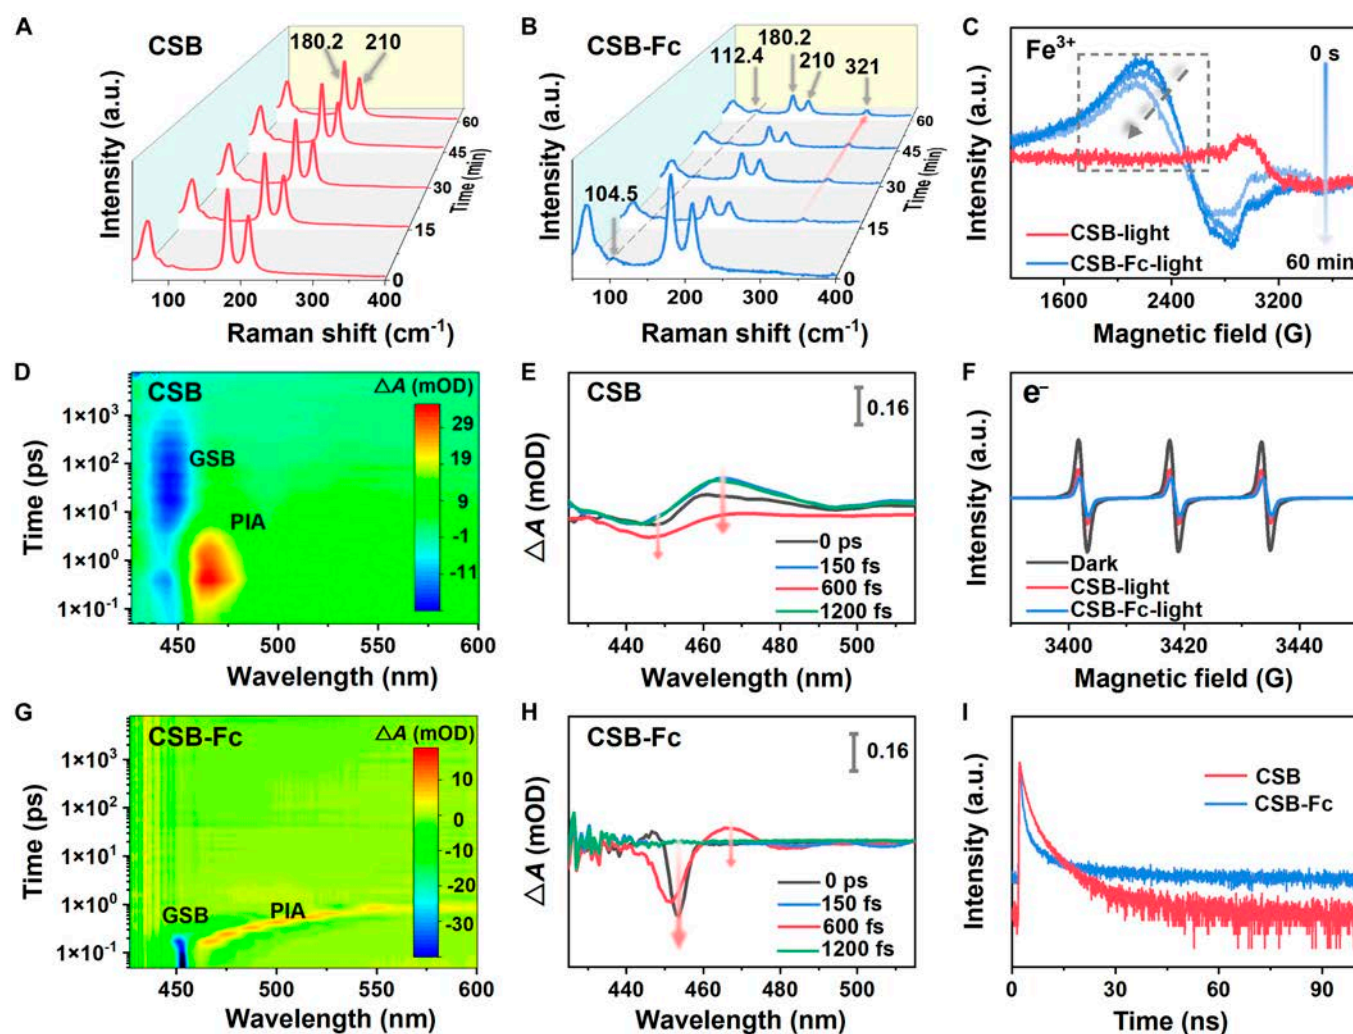 A
CSB
180.2
210
Intensity (a.u.)
Time (min)
0
15
30
45
60
100
200
300
400
Raman shift (cm⁻¹)
B
CSB-Fc
112.4
180.2
210
321
104.5
Intensity (a.u.)
Time (min)
0
15
30
45
60
100
200
300
400
Raman shift (cm⁻¹)
C
Fe³⁺
0 s
60 min
CSB-light
CSB-Fc-light
Intensity (a.u.)
1600
2400
3200
Magnetic field (G)
D
CSB
△A (mOD)
29
19
9
-1
-11
GSB
PIA
Time (ps)
1×10³
1×10²
1×10¹
1×10⁰
1×10⁻¹
450
500
550
600
Wavelength (nm)
E
CSB
0.16
△A (mOD)
0 ps
150 fs
600 fs
1200 fs
440
460
480
500
Wavelength (nm)
F
e⁻
Intensity (a.u.)
Dark
CSB-light
CSB-Fc-light
3400
3420
3440
Magnetic field (G)
G
CSB-Fc
△A (mOD)
10
0
-10
-20
-30
GSB
PIA
Time (ps)
1×10³
1×10²
1×10¹
1×10⁰
1×10⁻¹
450
500
550
600
Wavelength (nm)
H
CSB-Fc
0.16
△A (mOD)
0 ps
150 fs
600 fs
1200 fs
440
460
480
500
Wavelength (nm)
I
CSB
CSB-Fc
Intensity (a.u.)
0
30
60
90
Time (ns)